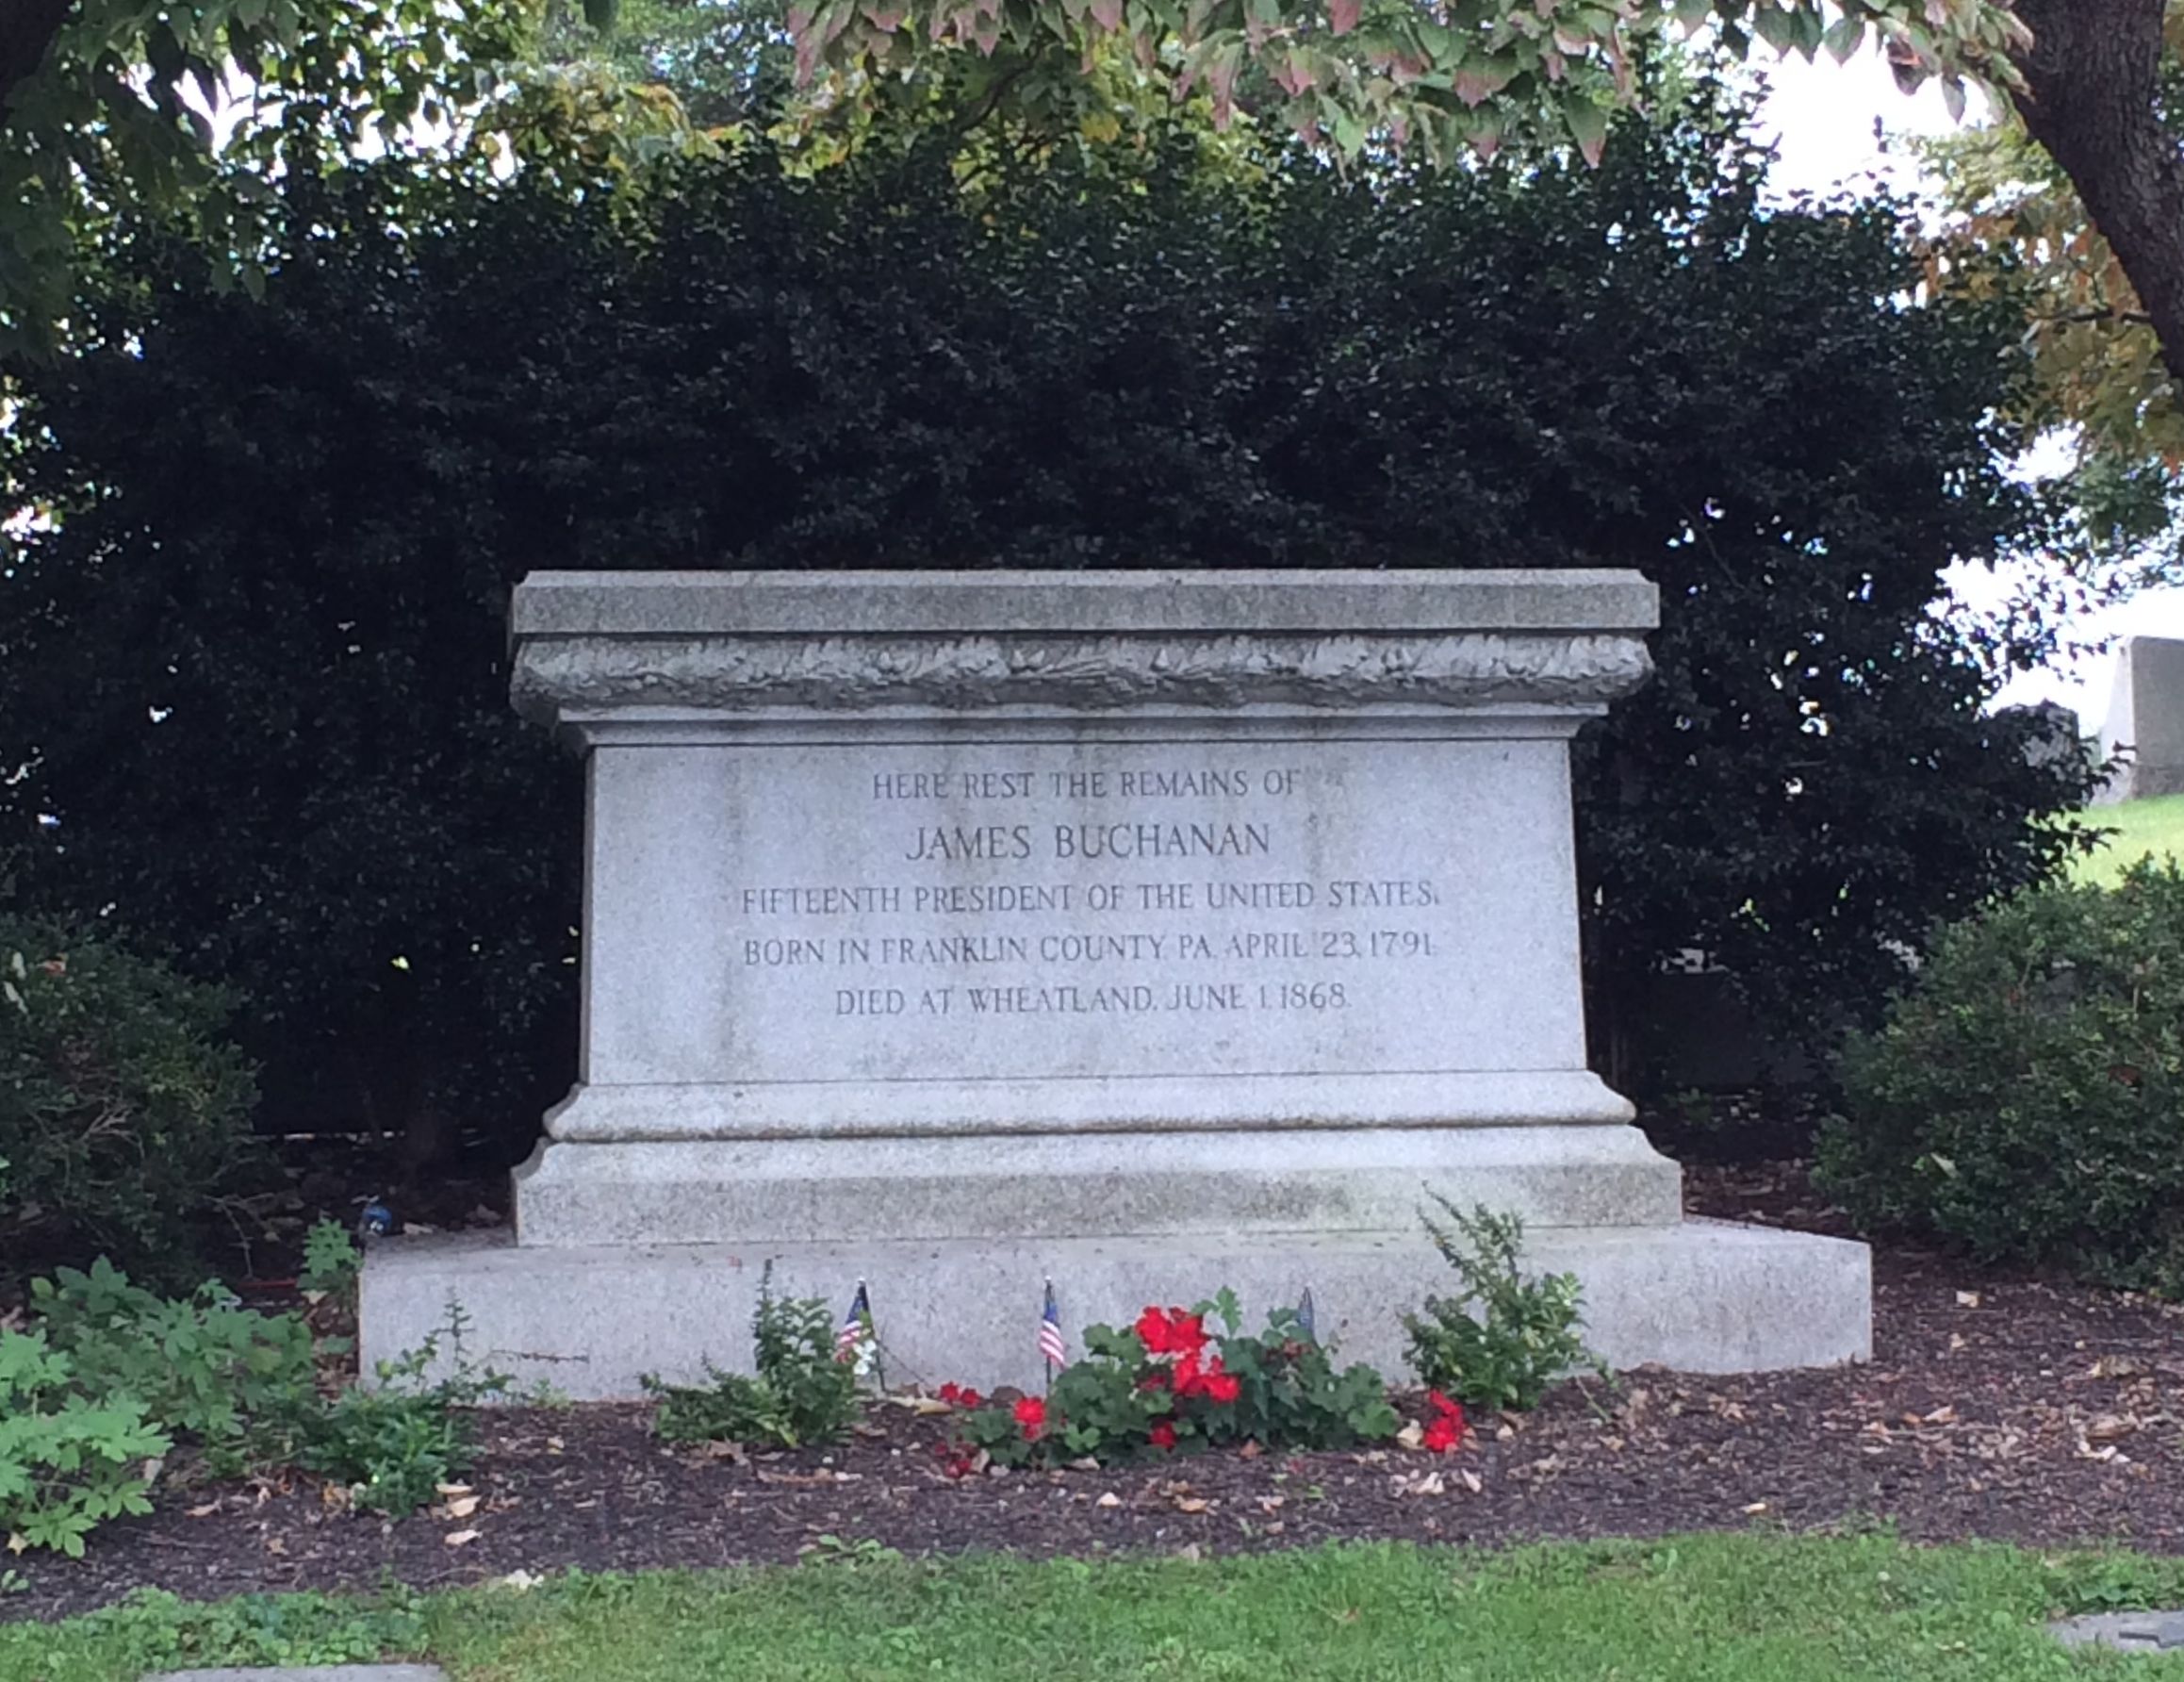 HERE REST THE REMAINS OF
JAMES BUCHANAN
FIFTEENTH PRESIDENT OF THE UNITED STATES.
BORN IN FRANKLIN COUNTY, PA. APRIL 23, 1791.
DIED AT WHEATLAND, JUNE 1, 1868.